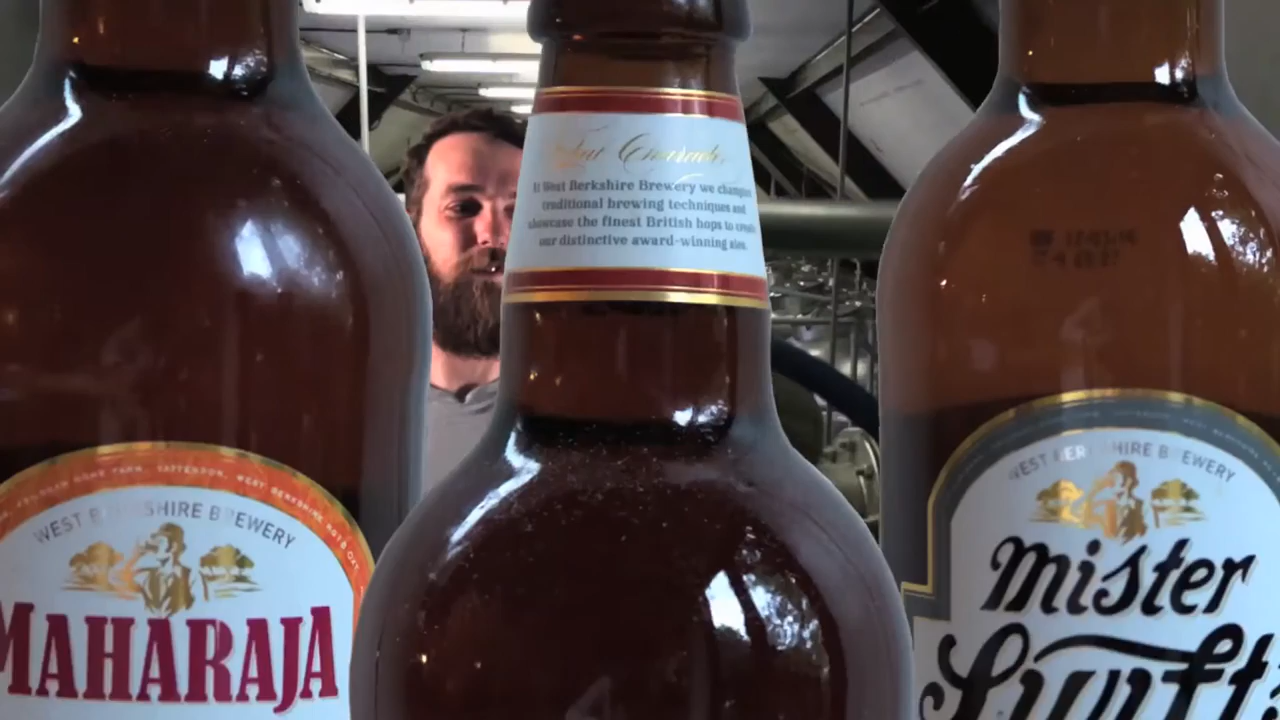 At West Berkshire Brewery we champion
traditional brewing techniques and
showcase the finest British hops to create
our distinctive award-winning ales.
WEST BERKSHIRE BREWERY
MAHARAJA
WEST BERKSHIRE BREWERY
Mister
Swift's